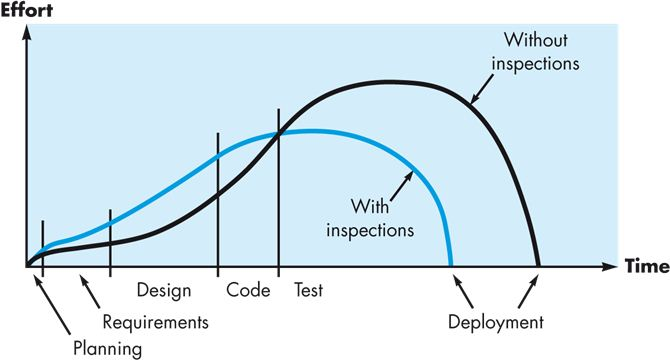 Effort
Without
inspections
With
inspections
Time
Design
Code
Test
Requirements
Deployment
Planning